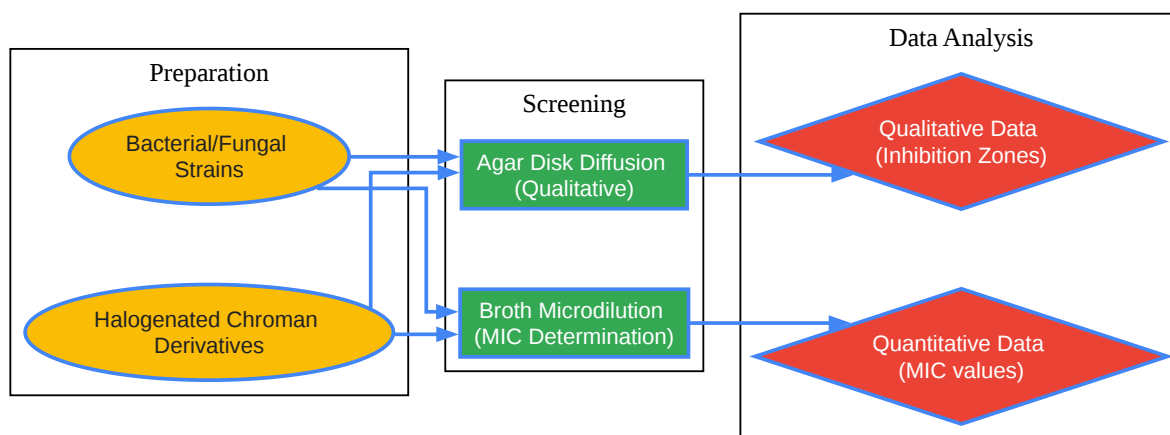 Preparation
Bacterial/Fungal
Strains
Halogenated Chroman
Derivatives
Screening
Agar Disk Diffusion
(Qualitative)
Broth Microdilution
(MIC Determination)
Data Analysis
Qualitative Data
(Inhibition Zones)
Quantitative Data
(MIC values)